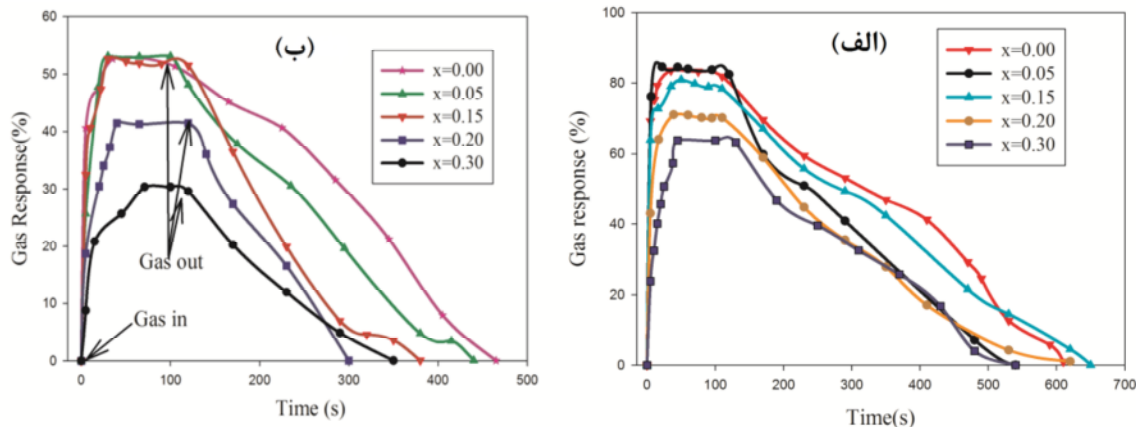 (ب)
Gas Response(%)
60
50
40
30
20
10
0
x=0.00
x=0.05
x=0.15
x=0.20
x=0.30
Gas out
Gas in
0 100 200 300 400 500
Time (s)
(الف)
Gas response (%)
100
80
60
40
20
0
x=0.00
x=0.05
x=0.15
x=0.20
x=0.30
0 100 200 300 400 500 600 700
Time(s)